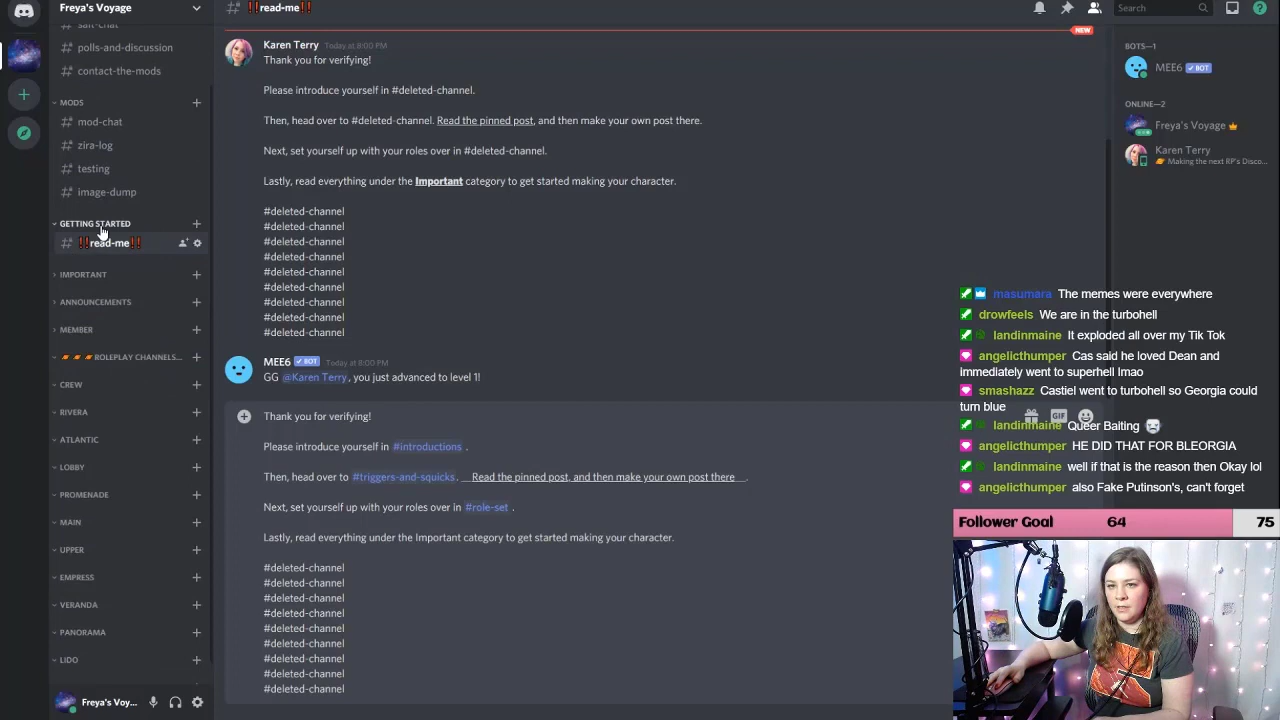 Freya's Voyage
polls-and-discussion
contact-the-mods
MODS
mod-chat
zira-log
testing
image-dump
GETTING STARTED
‼️read-me‼️
IMPORTANT
ANNOUNCEMENTS
MEMBER
ROLEPLAY CHANNELS...
CREW
RIVERA
ATLANTIC
LOBBY
PROMENADE
MAIN
UPPER
EMPRESS
VERANDA
PANORAMA
LIDO
Freya's Voy...
# ‼️read-me‼️
Search
NEW
Karen Terry Today at 8:00 PM
Thank you for verifying!
Please introduce yourself in #deleted-channel.
Then, head over to #deleted-channel. Read the pinned post, and then make your own post there.
Next, set yourself up with your roles over in #deleted-channel.
Lastly, read everything under the Important category to get started making your character.
#deleted-channel
#deleted-channel
#deleted-channel
#deleted-channel
#deleted-channel
#deleted-channel
#deleted-channel
#deleted-channel
#deleted-channel
MEE6 BOT Today at 8:00 PM
GG @Karen Terry, you just advanced to level 1!
Thank you for verifying!
Please introduce yourself in #introductions .
Then, head over to #triggers-and-squicks. __Read the pinned post, and then make your own post there__.
Next, set yourself up with your roles over in #role-set .
Lastly, read everything under the Important category to get started making your character.
#deleted-channel
#deleted-channel
#deleted-channel
#deleted-channel
#deleted-channel
#deleted-channel
#deleted-channel
#deleted-channel
#deleted-channel
GIF
BOTS—1
MEE6 BOT
ONLINE—2
Freya's Voyage
Karen Terry
Making the next RP's Disco...
masumara The memes were everywhere
drowfeels We are in the turbohell
landinmaine It exploded all over my Tik Tok
angelicthumper Cas said he loved Dean and
immediately went to superhell lmao
smashazz Castiel went to turbohell so Georgia could
turn blue
landinmaine Queer Baiting
angelicthumper HE DID THAT FOR BLEORGIA
landinmaine well if that is the reason then Okay lol
angelicthumper also Fake Putinson's, can't forget
Follower Goal 64 75